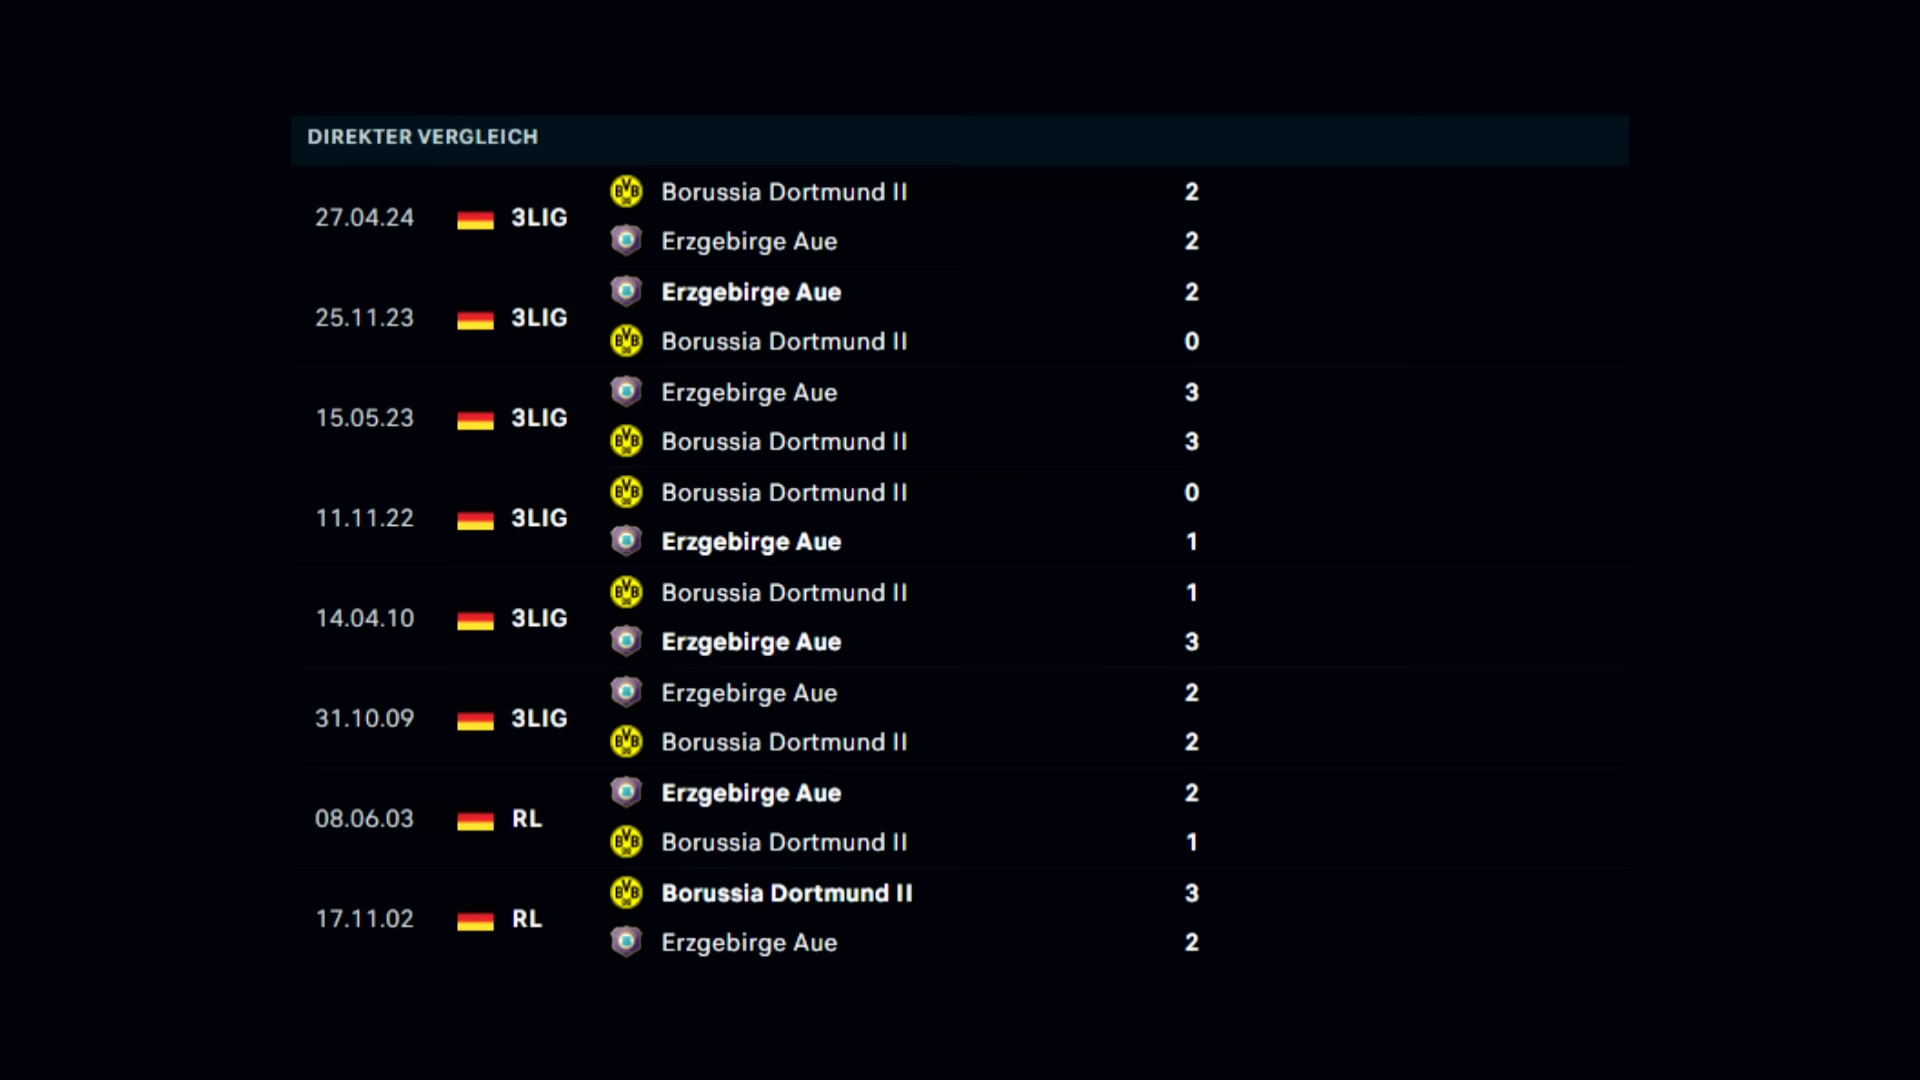 DIREKTER VERGLEICH
27.04.24 3LIG Borussia Dortmund II 2
Erzgebirge Aue 2
25.11.23 3LIG Erzgebirge Aue 2
Borussia Dortmund II 0
15.05.23 3LIG Erzgebirge Aue 3
Borussia Dortmund II 3
11.11.22 3LIG Borussia Dortmund II 0
Erzgebirge Aue 1
14.04.10 3LIG Borussia Dortmund II 1
Erzgebirge Aue 3
31.10.09 3LIG Erzgebirge Aue 2
Borussia Dortmund II 2
08.06.03 RL Erzgebirge Aue 2
Borussia Dortmund II 1
17.11.02 RL Borussia Dortmund II 3
Erzgebirge Aue 2